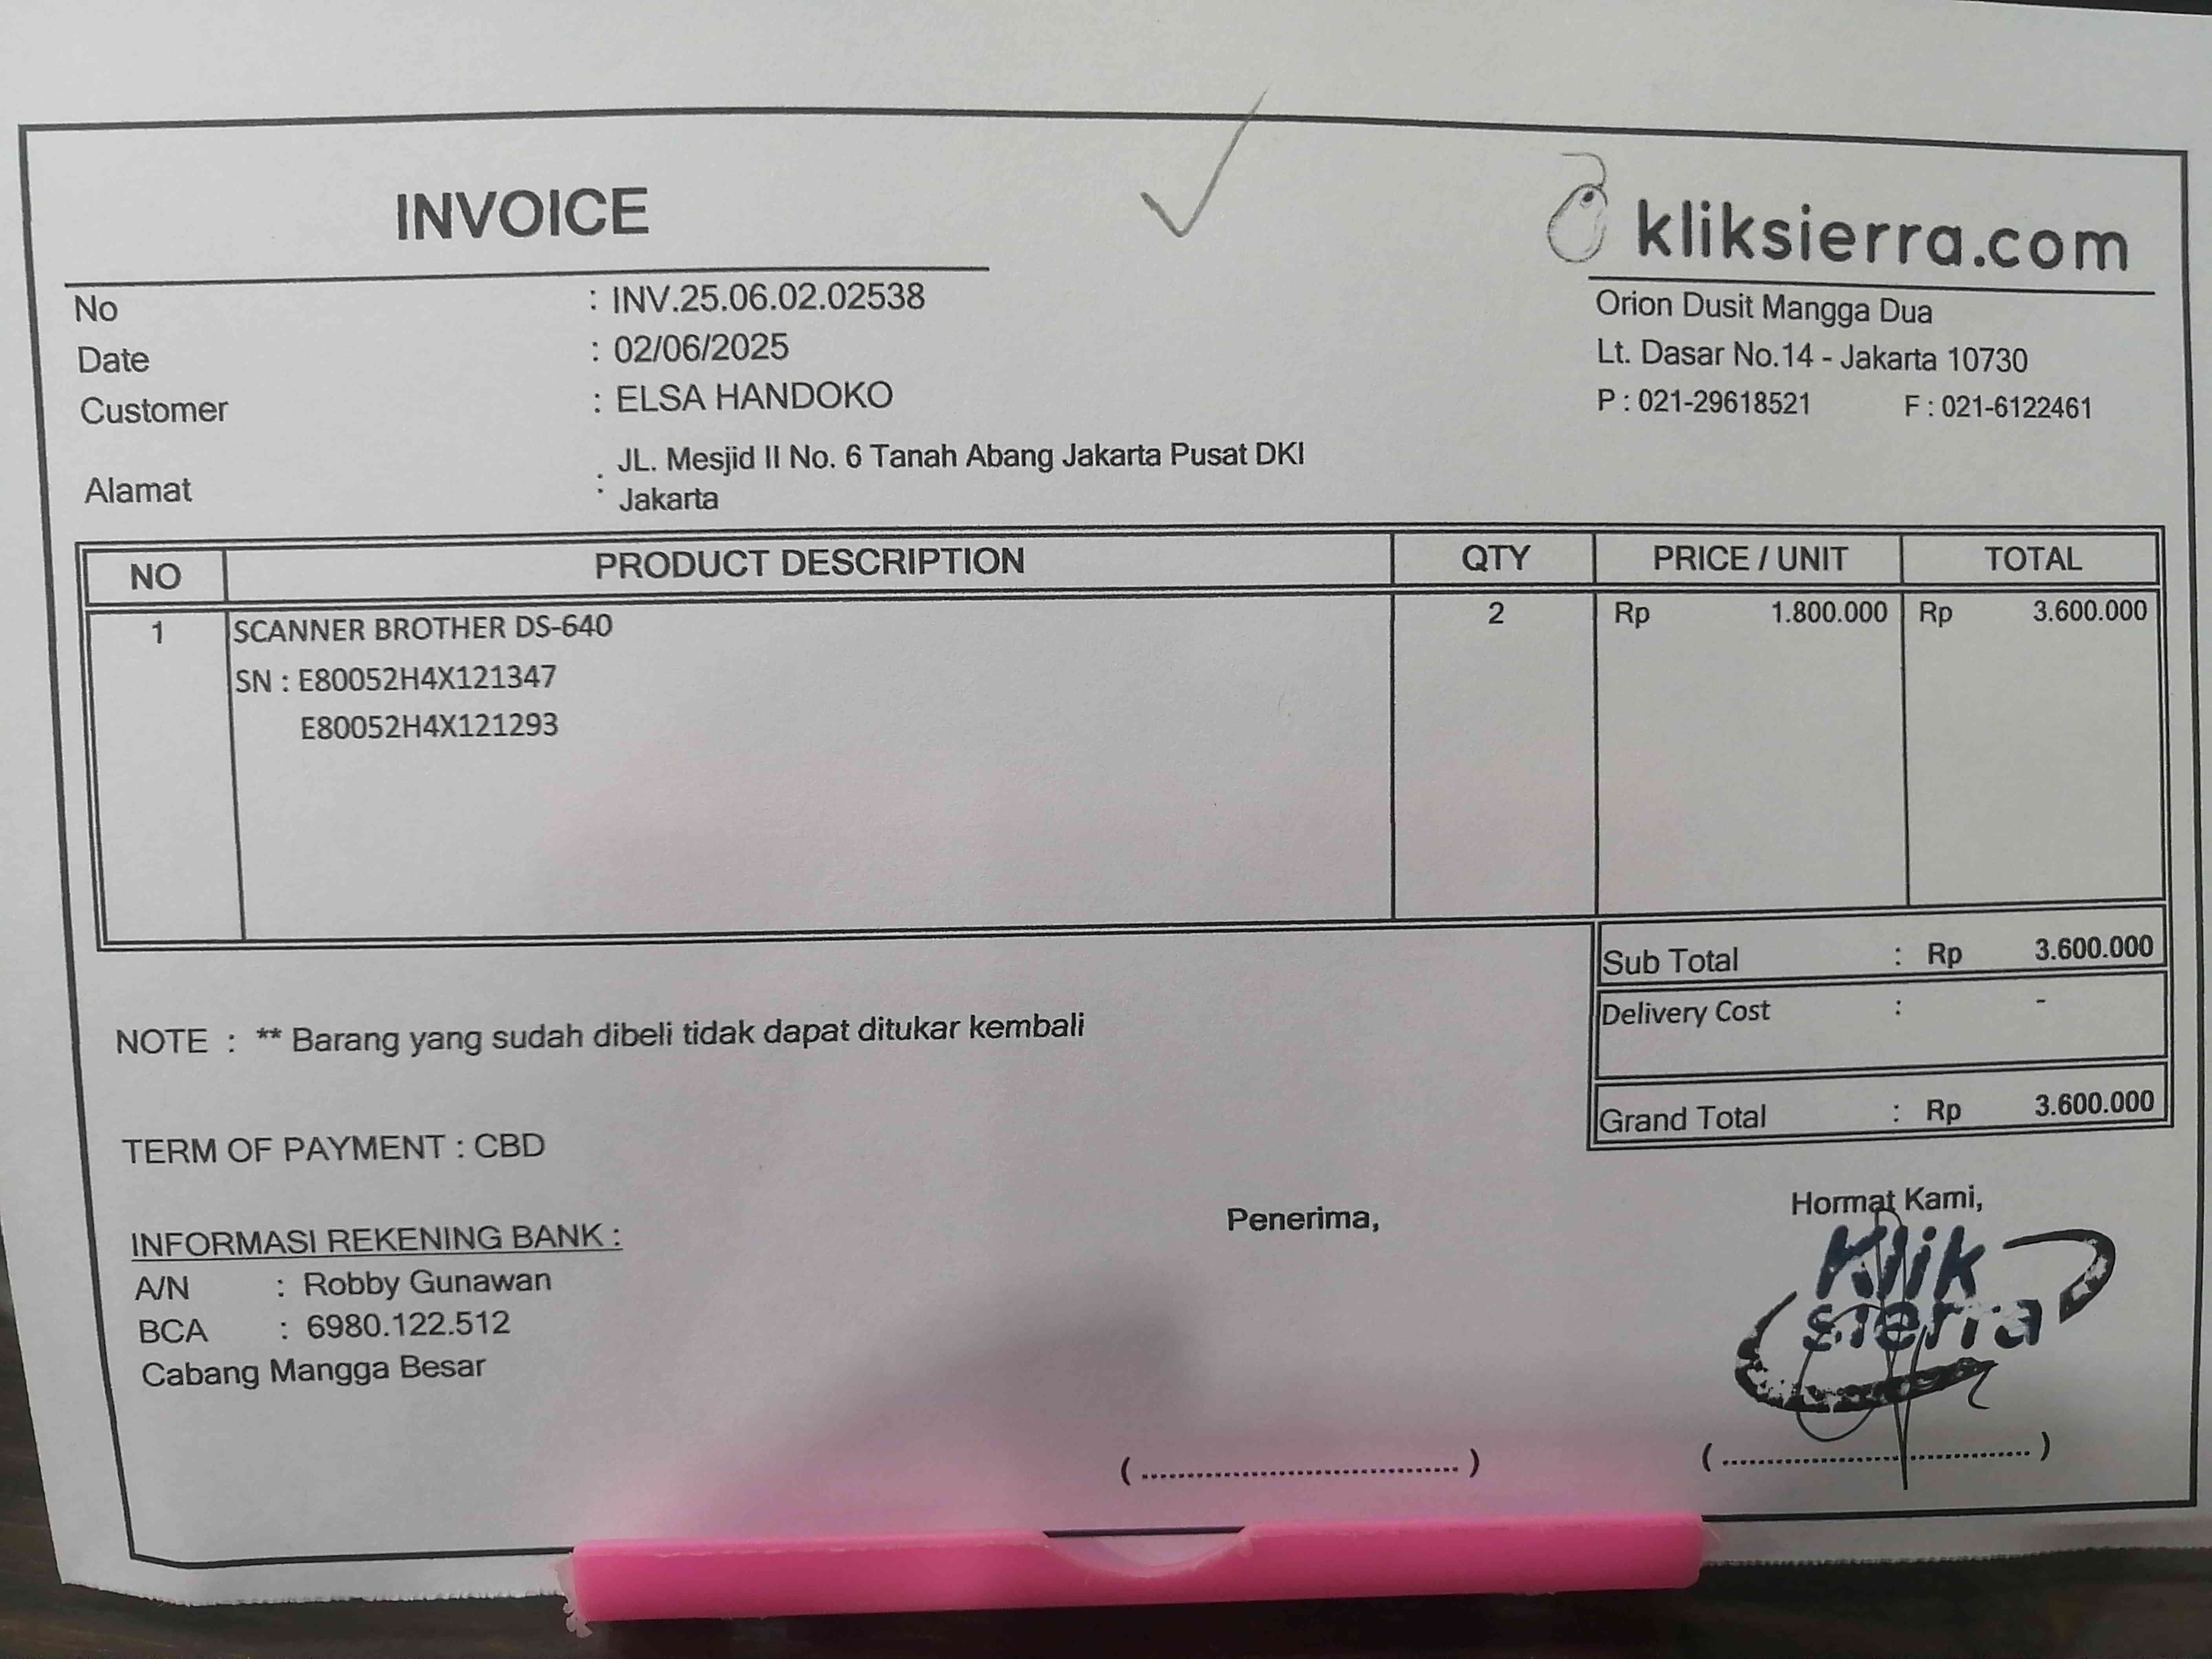 INVOICE
kliksierra.com
No : INV.25.06.02.02538
Date : 02/06/2025
Customer : ELSA HANDOKO
Alamat : JL. Mesjid II No. 6 Tanah Abang Jakarta Pusat DKI
Jakarta
Orion Dusit Mangga Dua
Lt. Dasar No.14 - Jakarta 10730
P : 021-29618521 F : 021-6122461
NO PRODUCT DESCRIPTION QTY PRICE / UNIT TOTAL
1 SCANNER BROTHER DS-640 2 Rp 1.800.000 Rp 3.600.000
SN : E80052H4X121347
E80052H4X121293
Sub Total : Rp 3.600.000
Delivery Cost : -
Grand Total : Rp 3.600.000
NOTE : ** Barang yang sudah dibeli tidak dapat ditukar kembali
TERM OF PAYMENT : CBD
INFORMASI REKENING BANK :
A/N : Robby Gunawan
BCA : 6980.122.512
Cabang Mangga Besar
Penerima,
(................................)
Hormat Kami,
Klik
sierra
(................................)